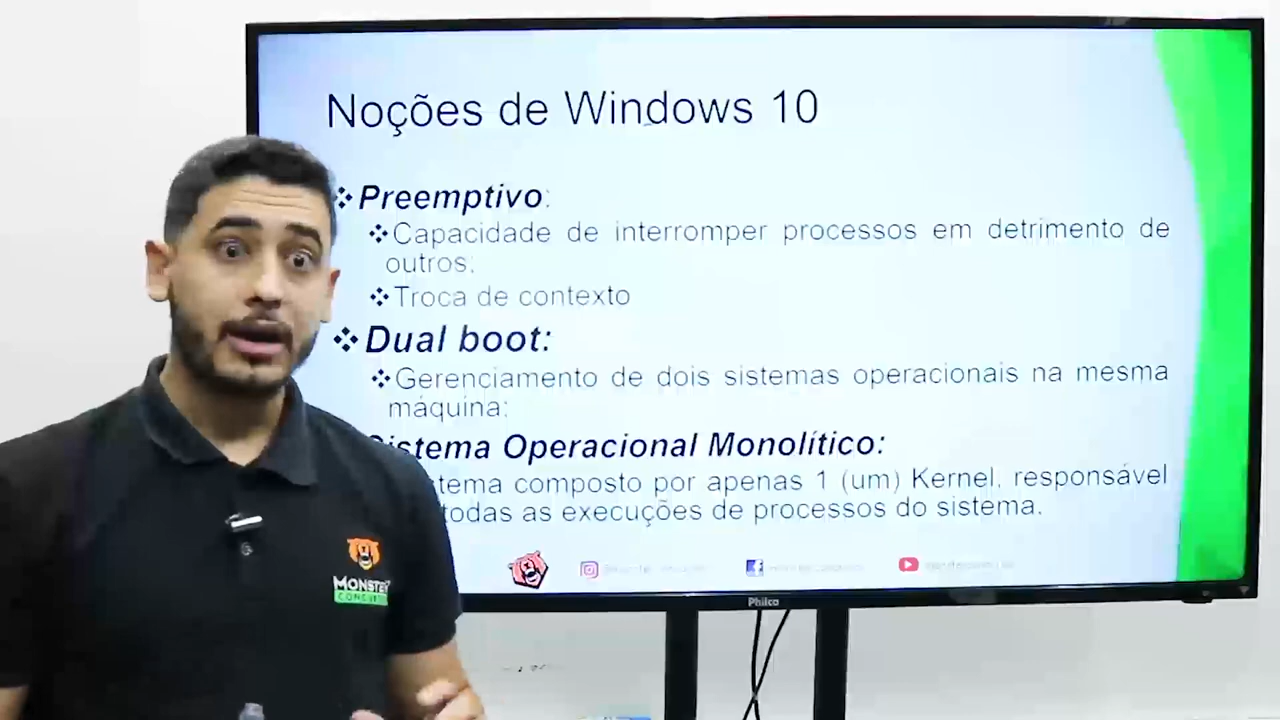 Noções de Windows 10
Preemptivo:
Capacidade de interromper processos em detrimento de
outros;
Troca de contexto
Dual boot:
Gerenciamento de dois sistemas operacionais na mesma
máquina;
Sistema Operacional Monolítico:
composto por apenas 1 (um) Kernel, responsável
todas as execuções de processos do sistema.
MONSTER
Philco